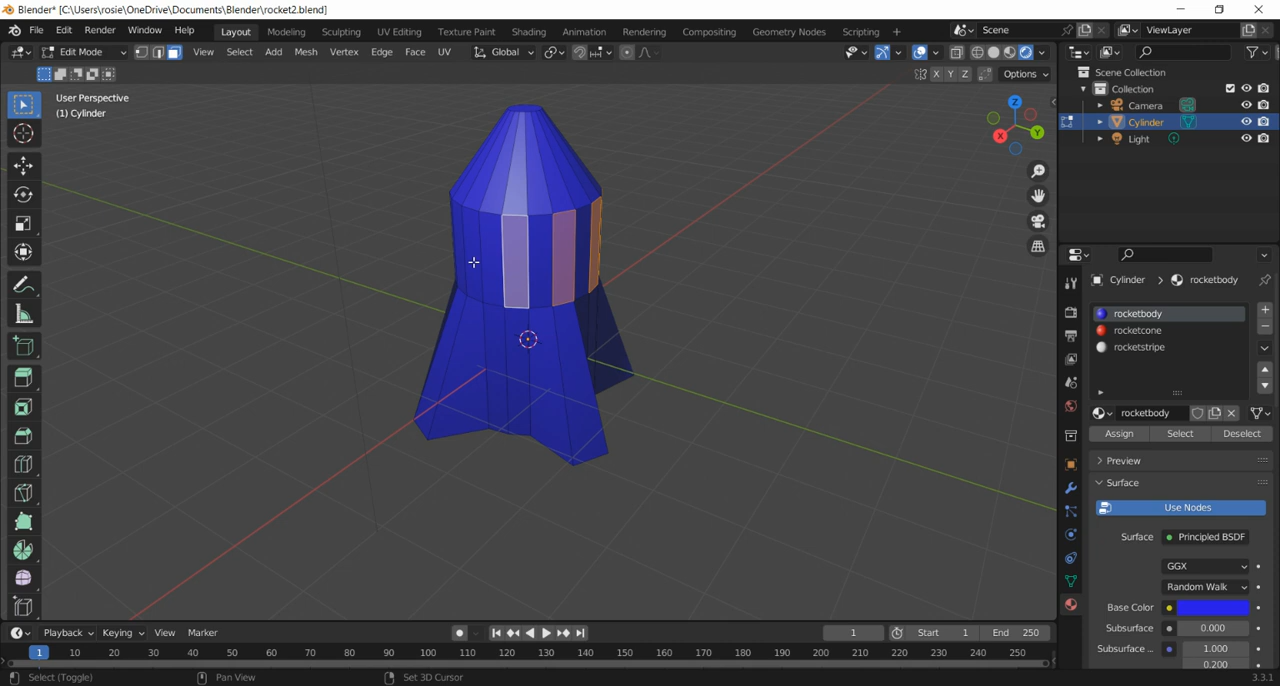 Blender* [C:\Users\rosie\OneDrive\Documents\Blender\rocket2.blend]
File Edit Render Window Help Layout Modeling Sculpting UV Editing Texture Paint Shading Animation Rendering Compositing Geometry Nodes Scripting + Scene ViewLayer
Edit Mode View Select Add Mesh Vertex Edge Face UV Global
X Y Z Options
User Perspective
(1) Cylinder
Z
Y
X
Scene Collection
Collection
Camera
Cylinder
Light
Cylinder > rocketbody
rocketbody
rocketcone
rocketstripe
rocketbody
Assign Select Deselect
Preview
Surface
Use Nodes
Surface Principled BSDF
GGX
Random Walk
Base Color
Subsurface 0.000
Subsurface ... 1.000
0.200
Playback Keying View Marker 1 Start 1 End 250
1 10 20 30 40 50 60 70 80 90 100 110 120 130 140 150 160 170 180 190 200 210 220 230 240 250
Select (Toggle) Pan View Set 3D Cursor 3.3.1